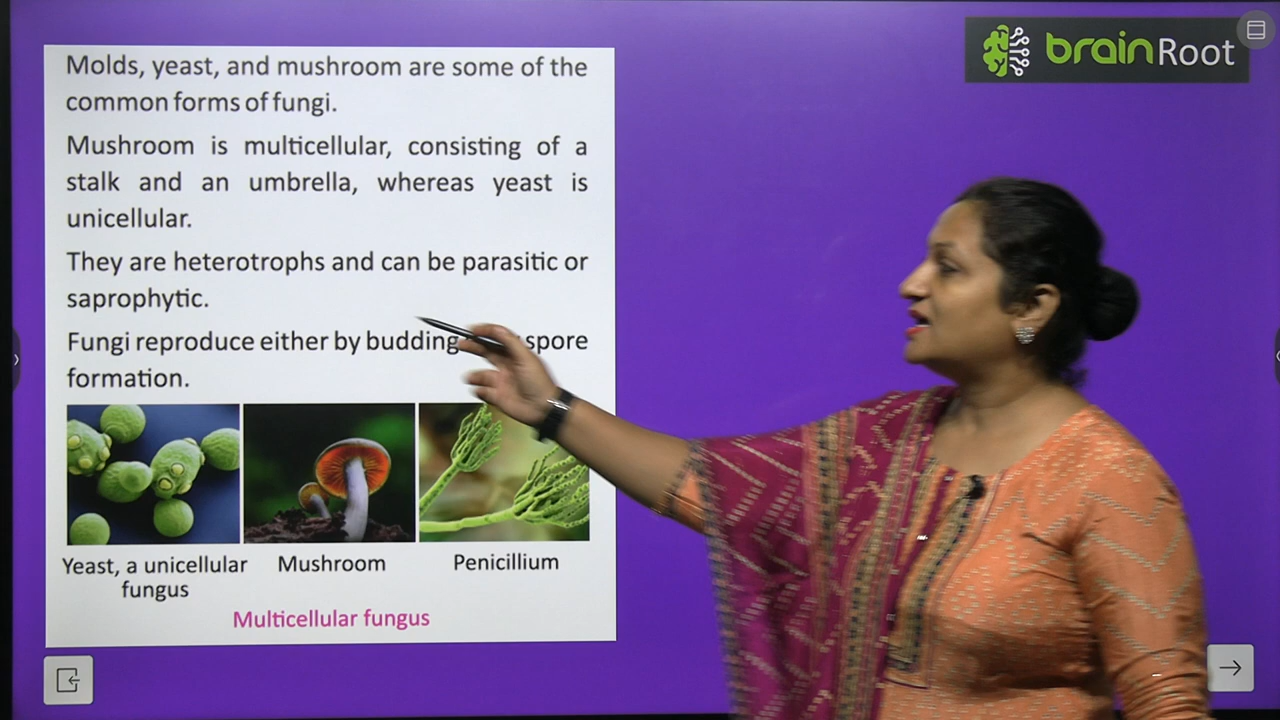 brainRoot
Molds, yeast, and mushroom are some of the
common forms of fungi.
Mushroom is multicellular, consisting of a
stalk and an umbrella, whereas yeast is
unicellular.
They are heterotrophs and can be parasitic or
saprophytic.
Fungi reproduce either by budding spore
formation.
Yeast, a unicellular
fungus
Mushroom
Penicillium
Multicellular fungus